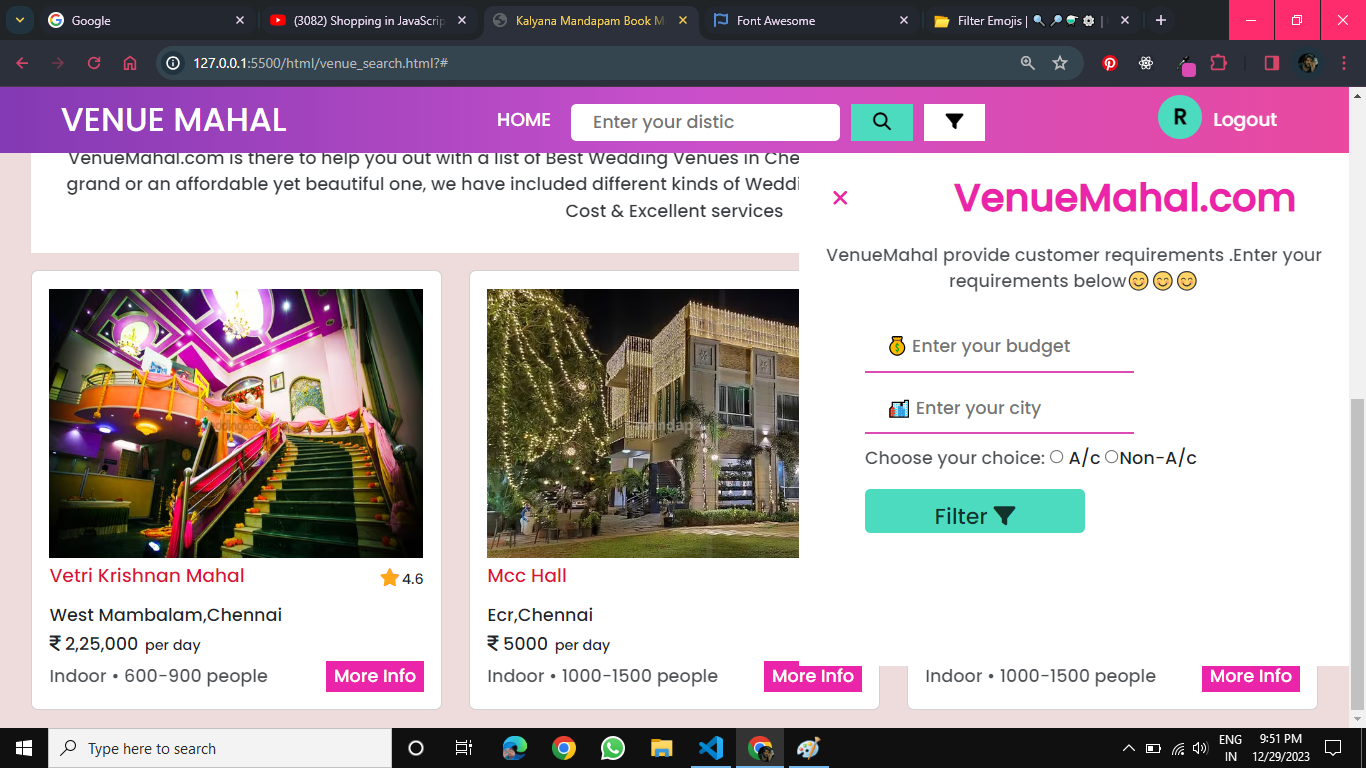 Google
(3082) Shopping in JavaScrip
Kalyana Mandapam Book M
Font Awesome
Filter Emojis |
127.0.0.1:5500/html/venue_search.html?#
VENUE MAHAL
HOME
Enter your distic
R
Logout
VenueMahal.com is there to help you out with a list of Best Wedding Venues in Che
grand or an affordable yet beautiful one, we have included different kinds of Weddi
Cost & Excellent services
×
VenueMahal.com
VenueMahal provide customer requirements .Enter your
requirements below😊😊😊
💰 Enter your budget
🏙️ Enter your city
Choose your choice: A/c Non-A/c
Filter
Vetri Krishnan Mahal
4.6
West Mambalam,Chennai
₹ 2,25,000 per day
Indoor • 600-900 people
More Info
Mcc Hall
Ecr,Chennai
₹ 5000 per day
Indoor • 1000-1500 people
More Info
Indoor • 1000-1500 people
More Info
Type here to search
ENG
IN
9:51 PM
12/29/2023